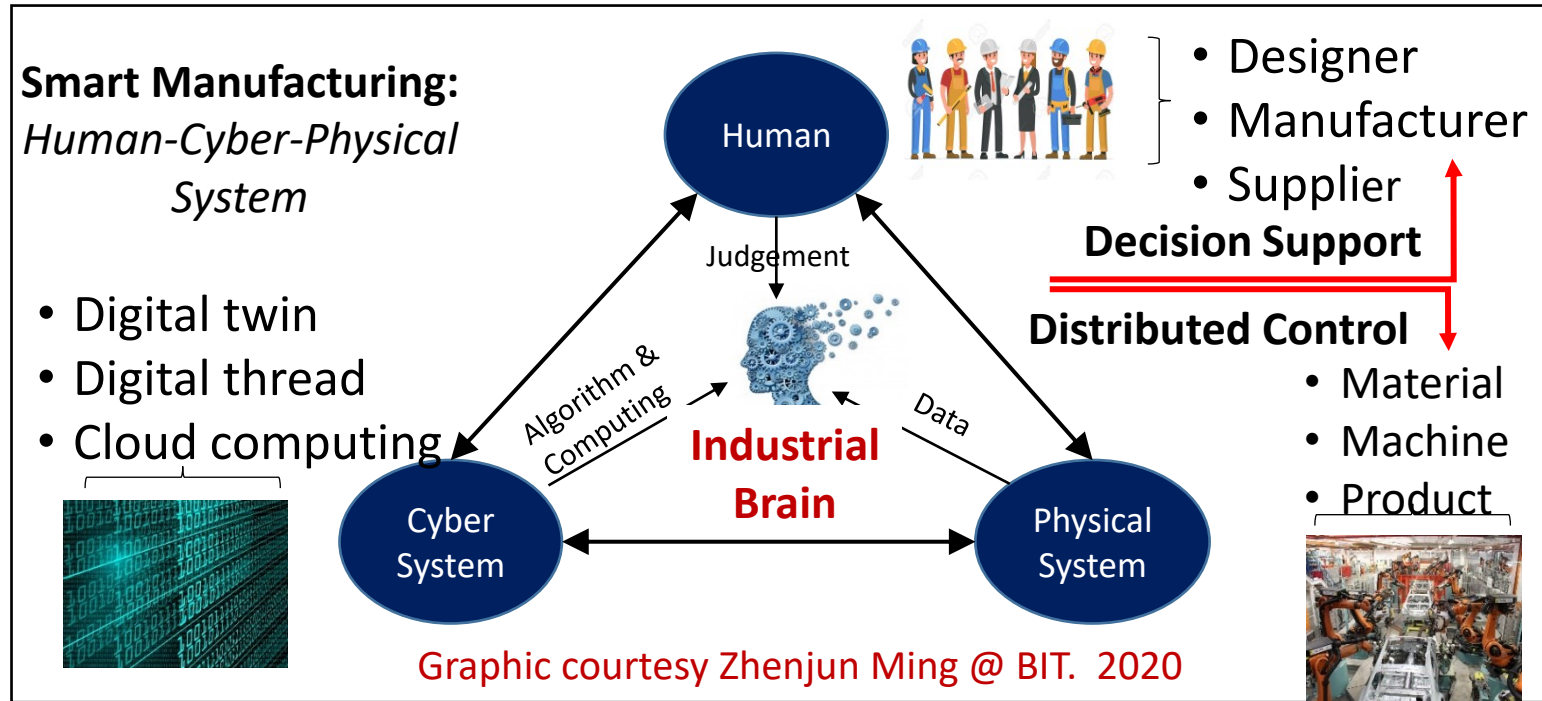 Smart Manufacturing:
Human-Cyber-Physical
System
Human
• Designer
• Manufacturer
• Supplier
Decision Support
Distributed Control
Judgement
• Digital twin
• Digital thread
• Cloud computing
Algorithm &
Computing
Data
Industrial
Brain
• Material
• Machine
• Product
Cyber
System
Physical
System
Graphic courtesy Zhenjun Ming @ BIT.  2020